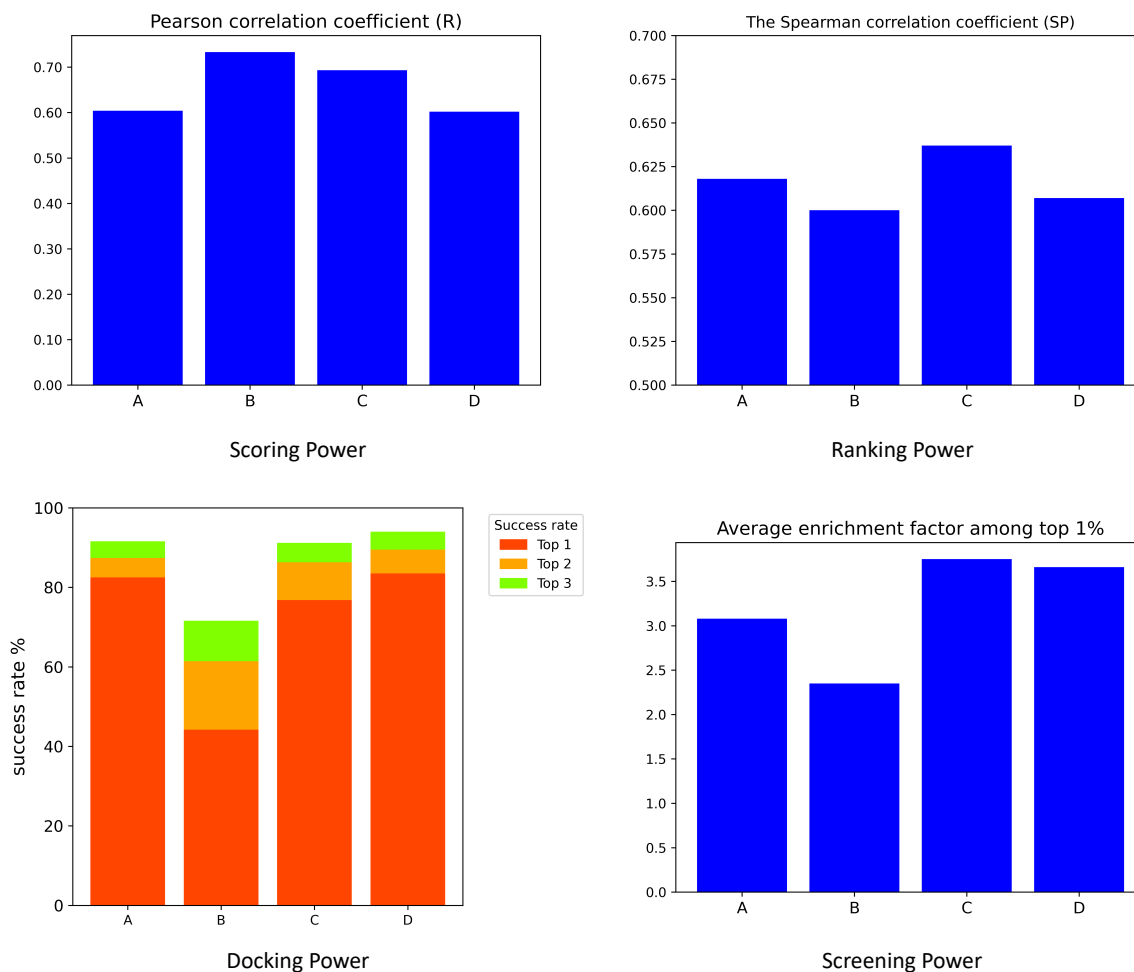 Pearson correlation coefficient (R)
0.70
0.60
0.50
0.40
0.30
0.20
0.10
0.00
A B C D
Scoring Power
The Spearman correlation coefficient (SP)
0.700
0.675
0.650
0.625
0.600
0.575
0.550
0.525
0.500
A B C D
Ranking Power
success rate %
100
80
60
40
20
0
A B C D
Success rate
Top 1
Top 2
Top 3
Docking Power
Average enrichment factor among top 1%
3.5
3.0
2.5
2.0
1.5
1.0
0.5
0.0
A B C D
Screening Power